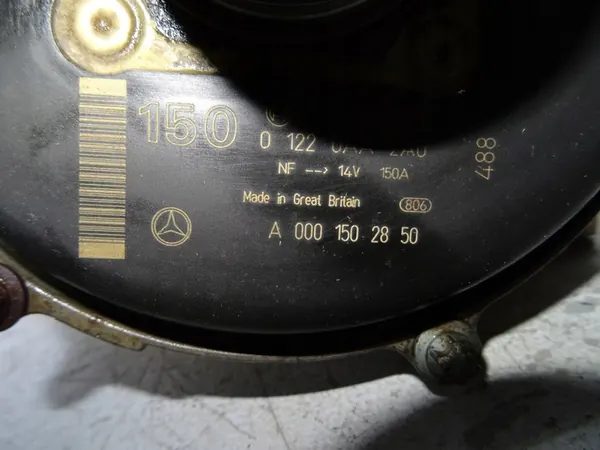 150
0 122
488
NF --> 14V 150A
Made in Great Britain
806
A 000 150 28 50